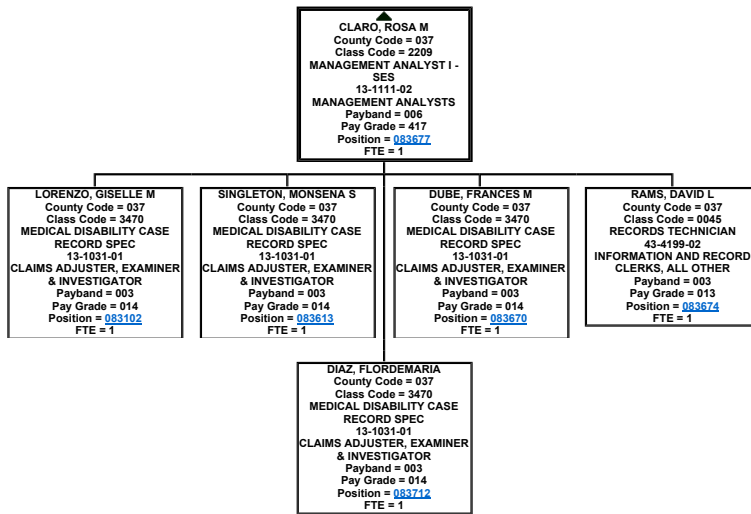 CLARO, ROSA M
County Code = 037
Class Code = 2209
MANAGEMENT ANALYST I -
SES
13-1111-02
MANAGEMENT ANALYSTS
Payband = 006
Pay Grade = 417
Position = 083677
FTE = 1
LORENZO, GISELLE M
County Code = 037
Class Code = 3470
MEDICAL DISABILITY CASE
RECORD SPEC
13-1031-01
CLAIMS ADJUSTER, EXAMINER
& INVESTIGATOR
Payband = 003
Pay Grade = 014
Position = 083102
FTE = 1
SINGLETON, MONSENA S
County Code = 037
Class Code = 3470
MEDICAL DISABILITY CASE
RECORD SPEC
13-1031-01
CLAIMS ADJUSTER, EXAMINER
& INVESTIGATOR
Payband = 003
Pay Grade = 014
Position = 083613
FTE = 1
DUBE, FRANCES M
County Code = 037
Class Code = 3470
MEDICAL DISABILITY CASE
RECORD SPEC
13-1031-01
CLAIMS ADJUSTER, EXAMINER
& INVESTIGATOR
Payband = 003
Pay Grade = 014
Position = 083670
FTE = 1
RAMS, DAVID L
County Code = 037
Class Code = 0045
RECORDS TECHNICIAN
43-4199-02
INFORMATION AND RECORD
CLERKS, ALL OTHER
Payband = 003
Pay Grade = 013
Position = 083674
FTE = 1
DIAZ, FLORDEMARIA
County Code = 037
Class Code = 3470
MEDICAL DISABILITY CASE
RECORD SPEC
13-1031-01
CLAIMS ADJUSTER, EXAMINER
& INVESTIGATOR
Payband = 003
Pay Grade = 014
Position = 083712
FTE = 1